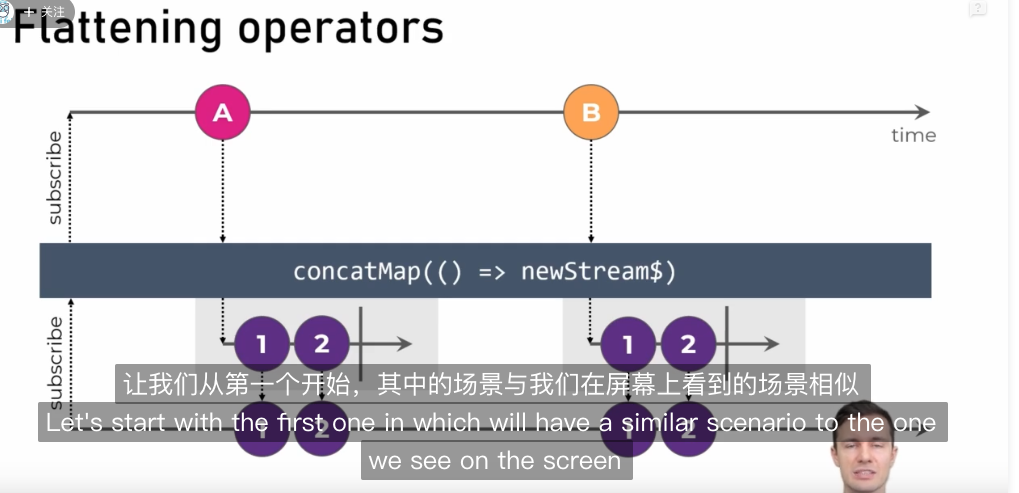 + 关注
Flattening operators
A
B
time
subscribe
concatMap(() => newStream$)
subscribe
1
2
1
2
让我们从第一个开始，其中的场景与我们在屏幕上看到的场景相似
Let's start with the first one in which will have a similar scenario to the one
we see on the screen
1
2
1
2